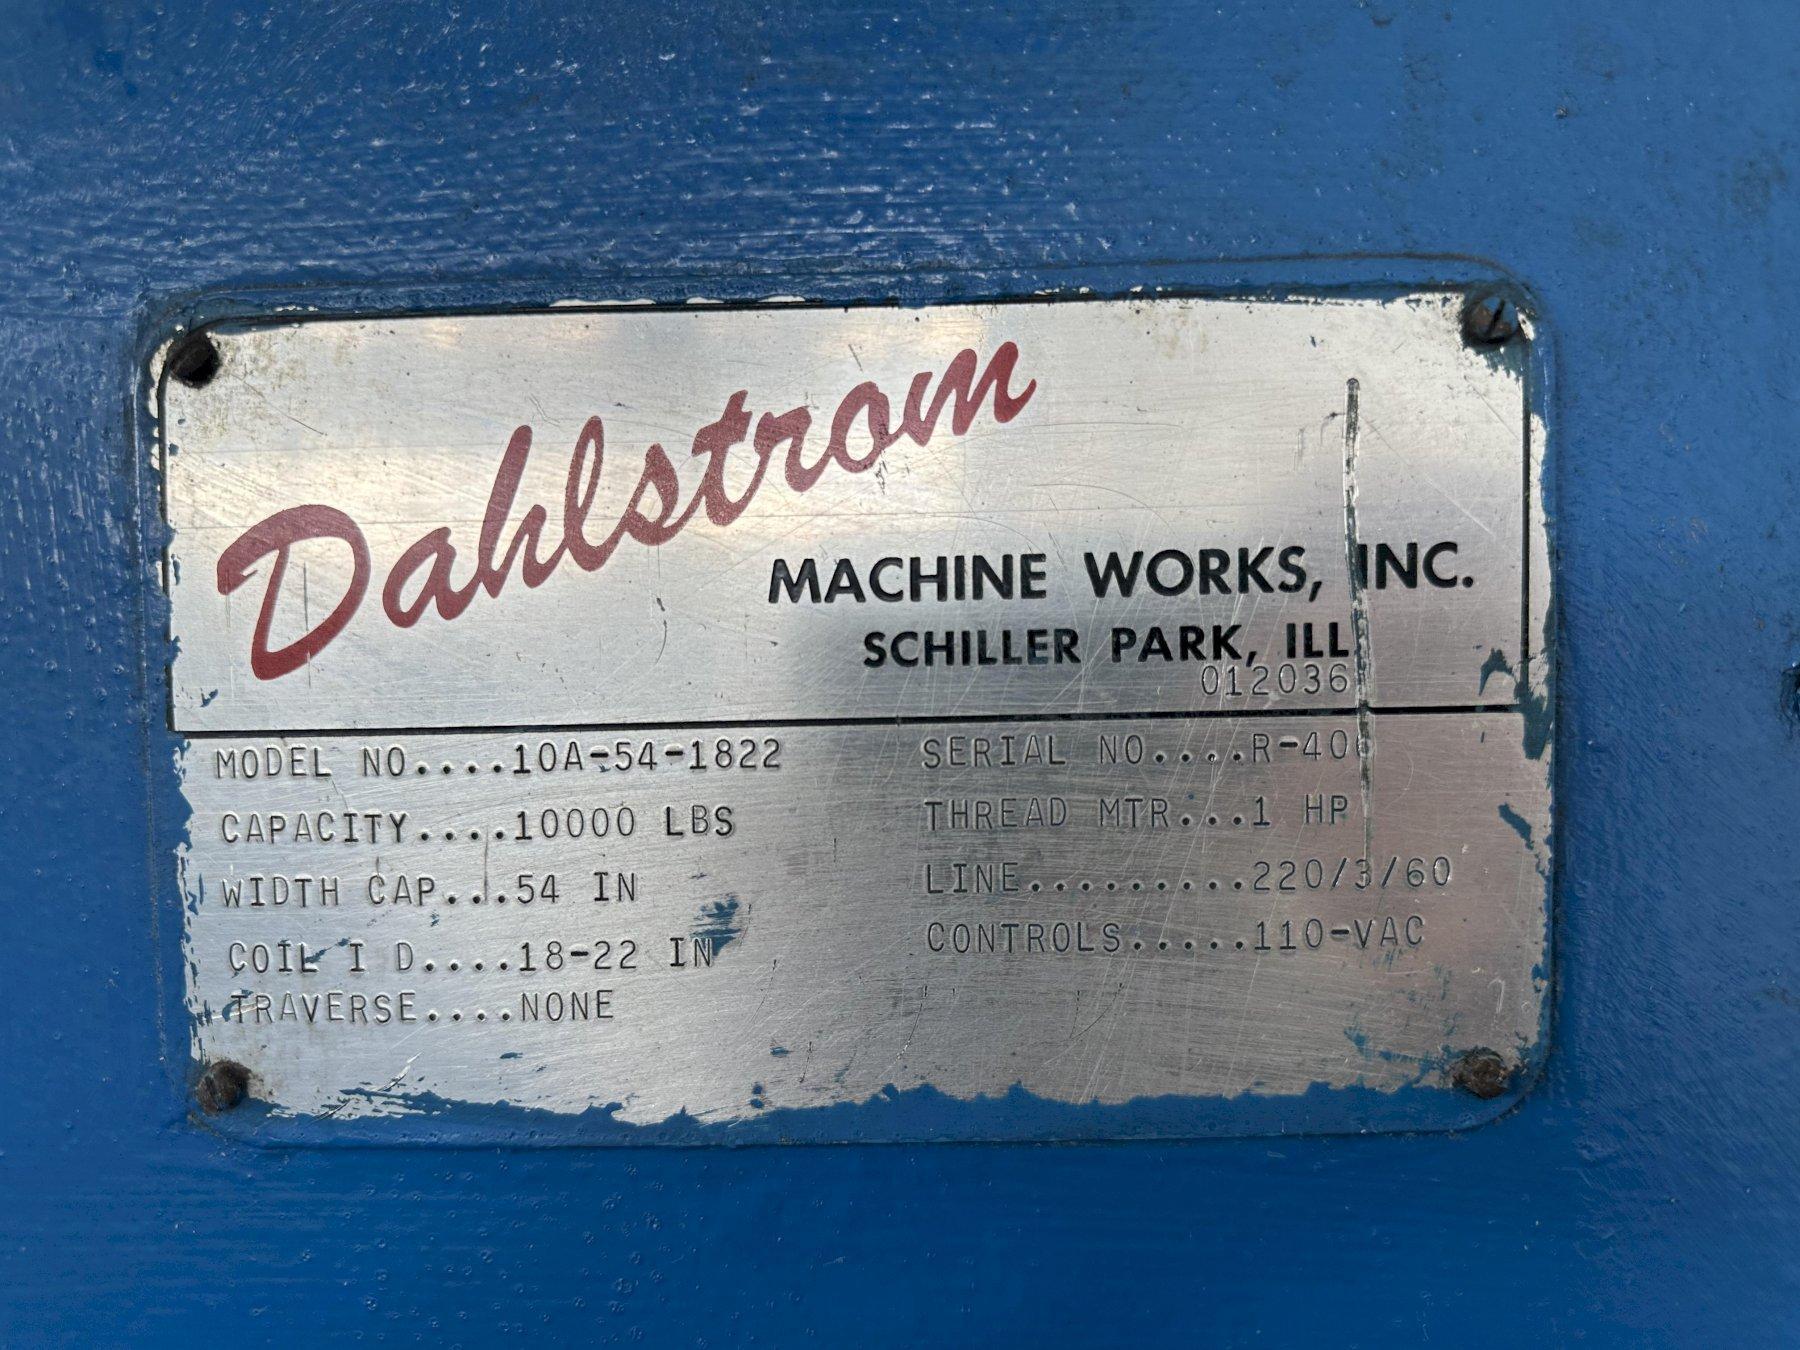 Dahlstrom
MACHINE WORKS, INC.
SCHILLER PARK, ILL.
012036
MODEL NO....10A-54-1822
CAPACITY....10000 LBS
WIDTH CAP...54 IN
COIL I D....18-22 IN
TRAVERSE....NONE
SERIAL NO....R-406
THREAD MTR...1 HP
LINE.........220/3/60
CONTROLS.....110-VAC